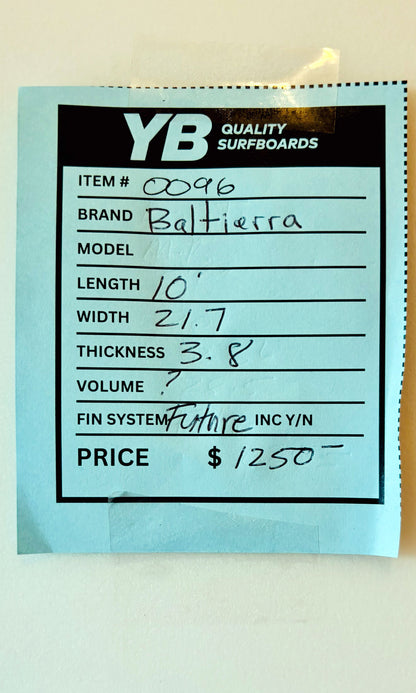 YB QUALITY SURFBOARDS
ITEM # 0096
BRAND Baltierra
MODEL
LENGTH 10'
WIDTH 21.7
THICKNESS 3.8
VOLUME ?
FIN SYSTEM Future INC Y/N
PRICE $ 1250-